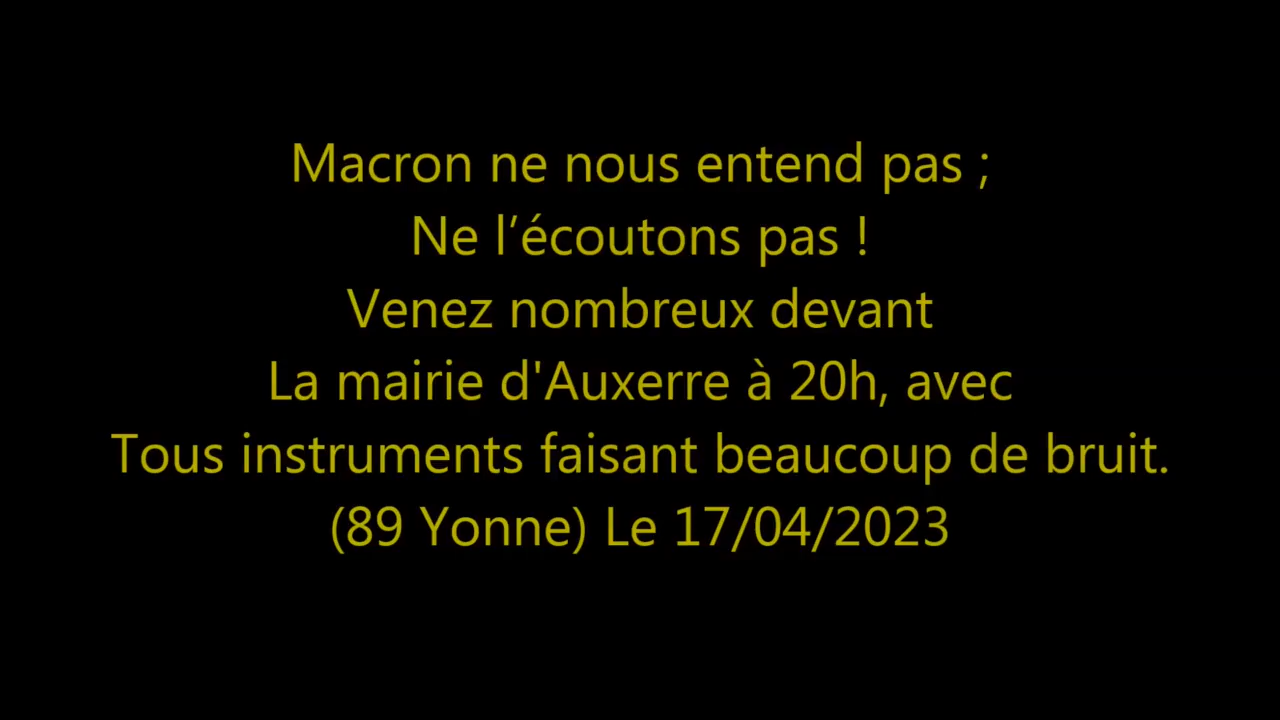 Macron ne nous entend pas ;
Ne l’écoutons pas !
Venez nombreux devant
La mairie d'Auxerre à 20h, avec
Tous instruments faisant beaucoup de bruit.
(89 Yonne) Le 17/04/2023